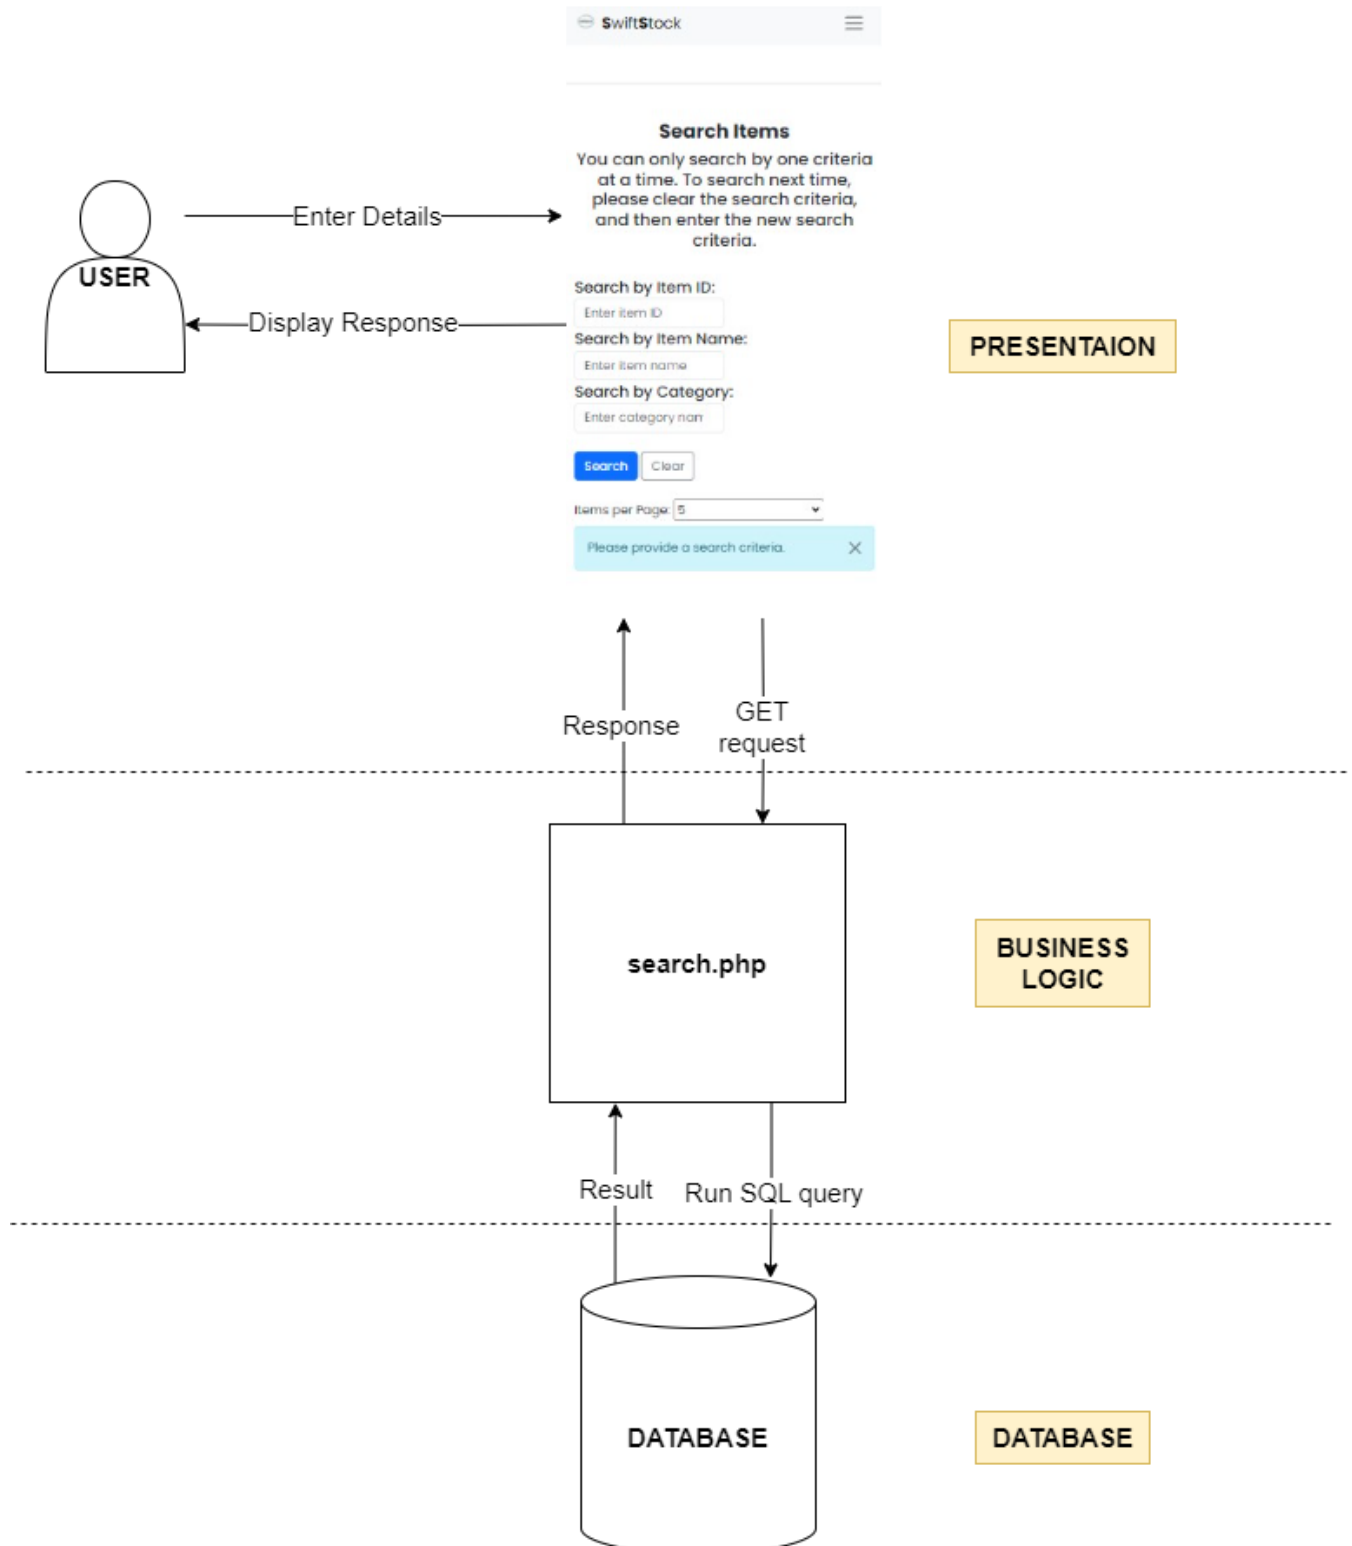 SwiftStock
Search Items
You can only search by one criteria
at a time. To search next time,
please clear the search criteria,
and then enter the new search
criteria.
Enter Details
USER
Search by Item ID:
Enter item ID
Display Response
Search by Item Name:
PRESENTAION
Enter item name
Search by Category:
Enter category nam
Search Clear
Items per Page: 5
Please provide a search criteria.
Response
GET
request
search.php
BUSINESS
LOGIC
Result
Run SQL query
DATABASE
DATABASE